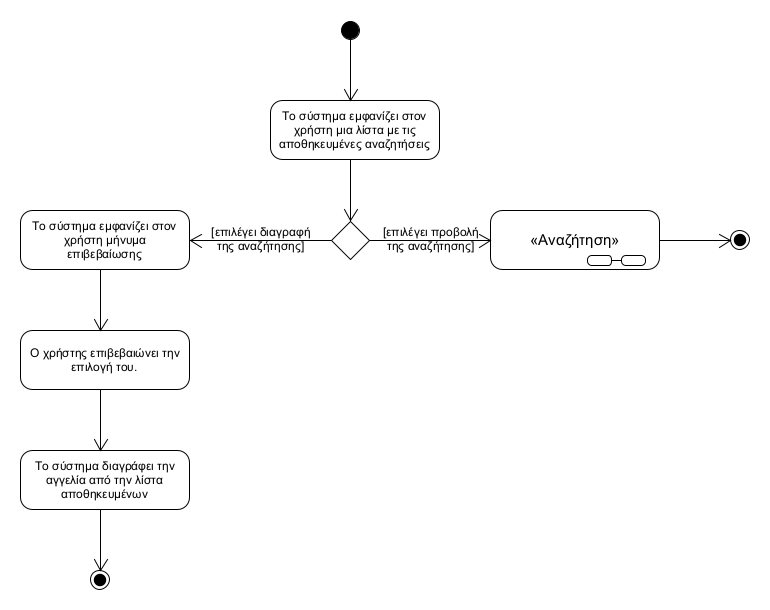 Το σύστημα εμφανίζει στον
χρήστη μια λίστα με τις
αποθηκευμένες αναζητήσεις
[επιλέγει διαγραφή
της αναζήτησης]
[επιλέγει προβολή
της αναζήτησης]
Το σύστημα εμφανίζει στον
χρήστη μήνυμα
επιβεβαίωσης
«Αναζήτηση»
Ο χρήστης επιβεβαιώνει την
επιλογή του.
Το σύστημα διαγράφει την
αγγελία από την λίστα
αποθηκευμένων